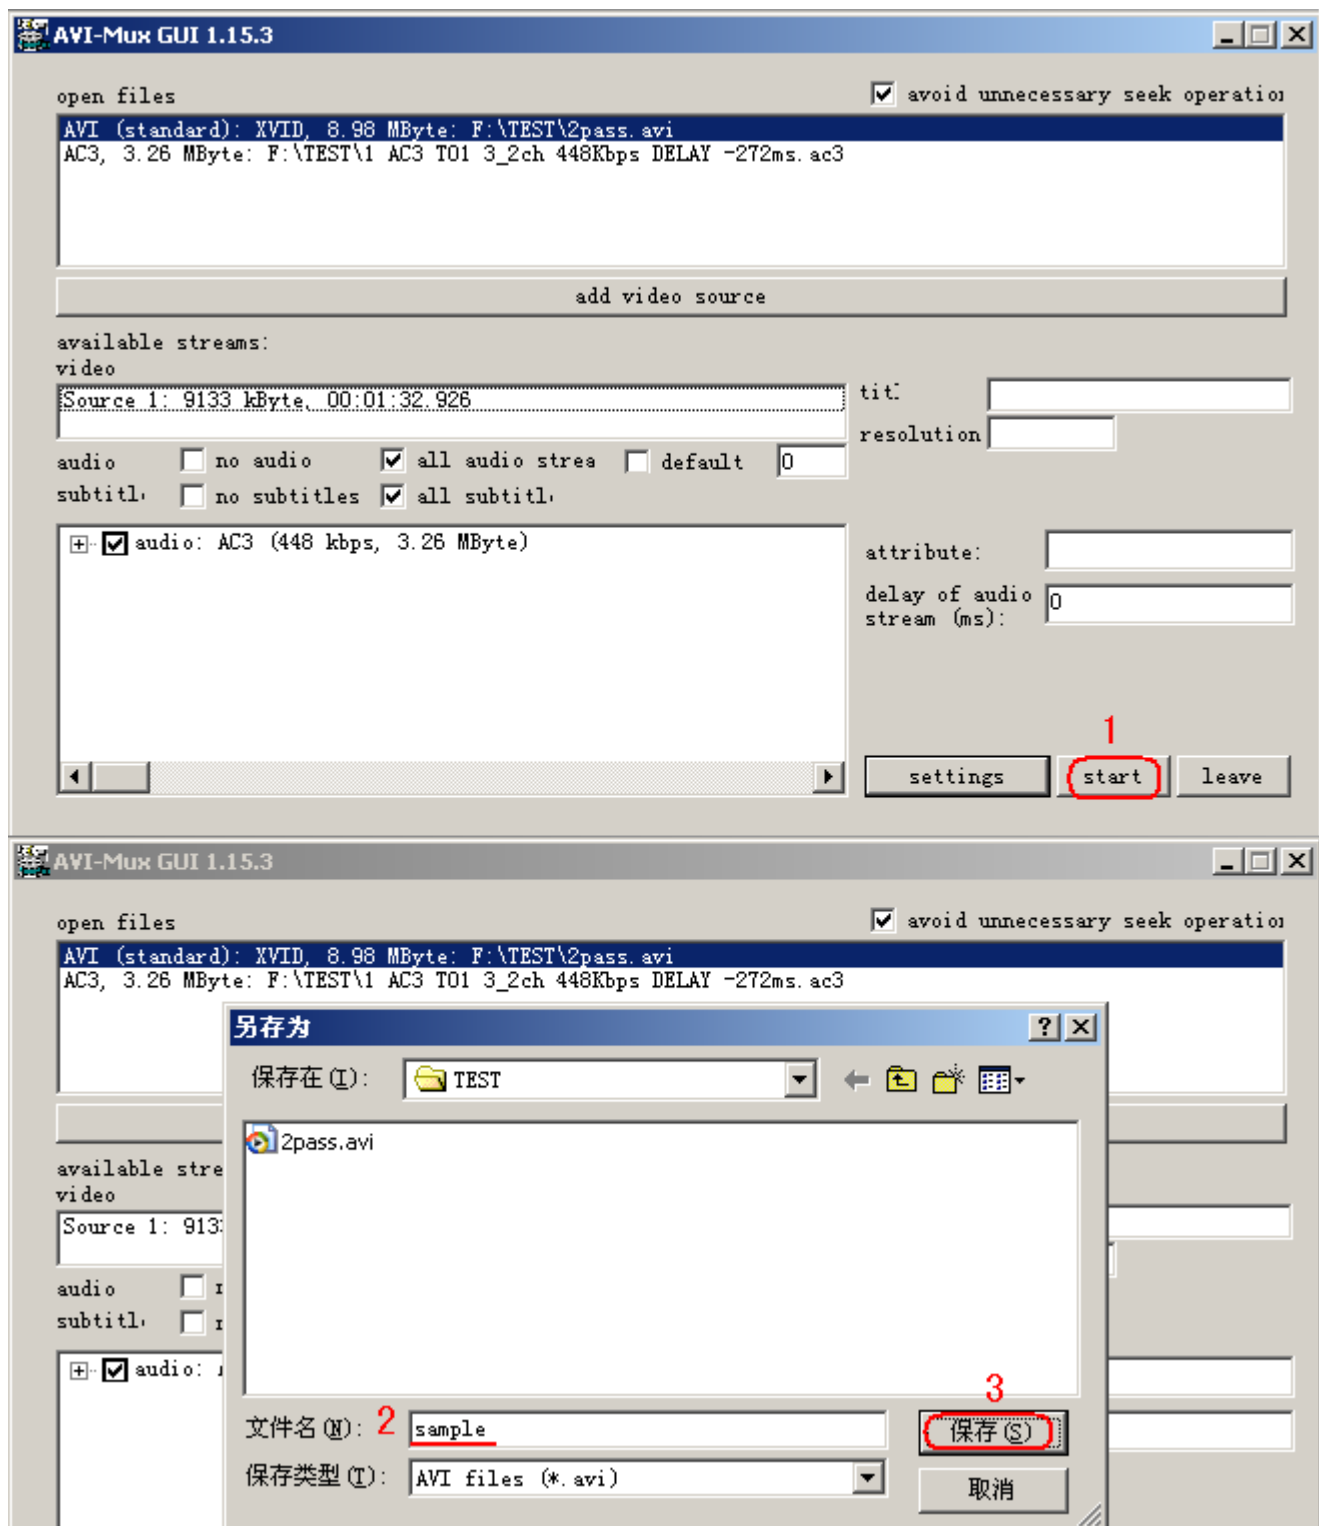 AVI-Mux GUI 1.15.3
open files
avoid unnecessary seek operation
AVI (standard): XVID, 8.98 MByte: F:\TEST\2pass.avi
AC3, 3.26 MByte: F:\TEST\1 AC3 T01 3_2ch 448Kbps DELAY -272ms.ac3
add video source
available streams:
video
Source 1: 9133 kByte, 00:01:32.926
titl
resolution
audio no audio all audio strea default 0
subtitl no subtitles all subtitl
audio: AC3 (448 kbps, 3.26 MByte)
attribute:
delay of audio
stream (ms):
0
1
settings start leave
AVI-Mux GUI 1.15.3
open files
avoid unnecessary seek operation
AVI (standard): XVID, 8.98 MByte: F:\TEST\2pass.avi
AC3, 3.26 MByte: F:\TEST\1 AC3 T01 3_2ch 448Kbps DELAY -272ms.ac3
另存为
保存在(I): TEST
2pass.avi
available stre
video
Source 1: 913
audio
subtitl
audio:
3
文件名(N): 2 sample 保存(S)
保存类型(T): AVI files (*.avi) 取消